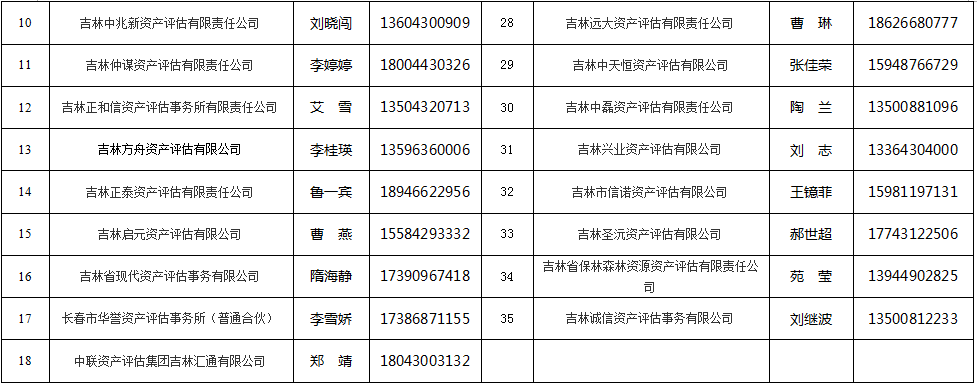 10 吉林中兆新资产评估有限责任公司 刘晓闯 13604300909 28 吉林远大资产评估有限责任公司 曹 琳 18626680777
11 吉林仲谋资产评估有限责任公司 李婷婷 18004430326 29 吉林中天恒资产评估有限公司 张佳荣 15948766729
12 吉林正和信资产评估事务所有限责任公司 艾 雪 13504320713 30 吉林中磊资产评估有限责任公司 陶 兰 13500881096
13 吉林方舟资产评估有限公司 李桂瑛 13596360006 31 吉林兴业资产评估有限公司 刘 志 13364304000
14 吉林正泰资产评估有限责任公司 鲁一宾 18946622956 32 吉林市信诺资产评估有限公司 王镱菲 15981197131
15 吉林启元资产评估有限公司 曹 燕 15584293332 33 吉林圣沅资产评估有限公司 郝世超 17743122506
16 吉林省现代资产评估事务有限公司 隋海静 17390967418 34 吉林省保林森林资源资产评估有限责任公
司 苑 莹 13944902825
17 长春市华誉资产评估事务所（普通合伙） 李雪娇 17386871155 35 吉林诚信资产评估事务有限公司 刘继波 13500812233
18 中联资产评估集团吉林汇通有限公司 郑 靖 18043003132